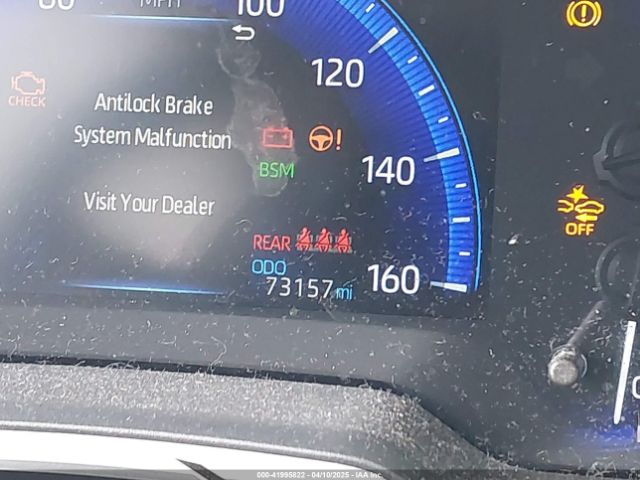 MPH
100
120
CHECK
Antilock Brake
System Malfunction
BSM
140
Visit Your Dealer
OFF
REAR
ODO
73157 mi
160
000-41995822 - 04/10/2025 - IAA Inc.